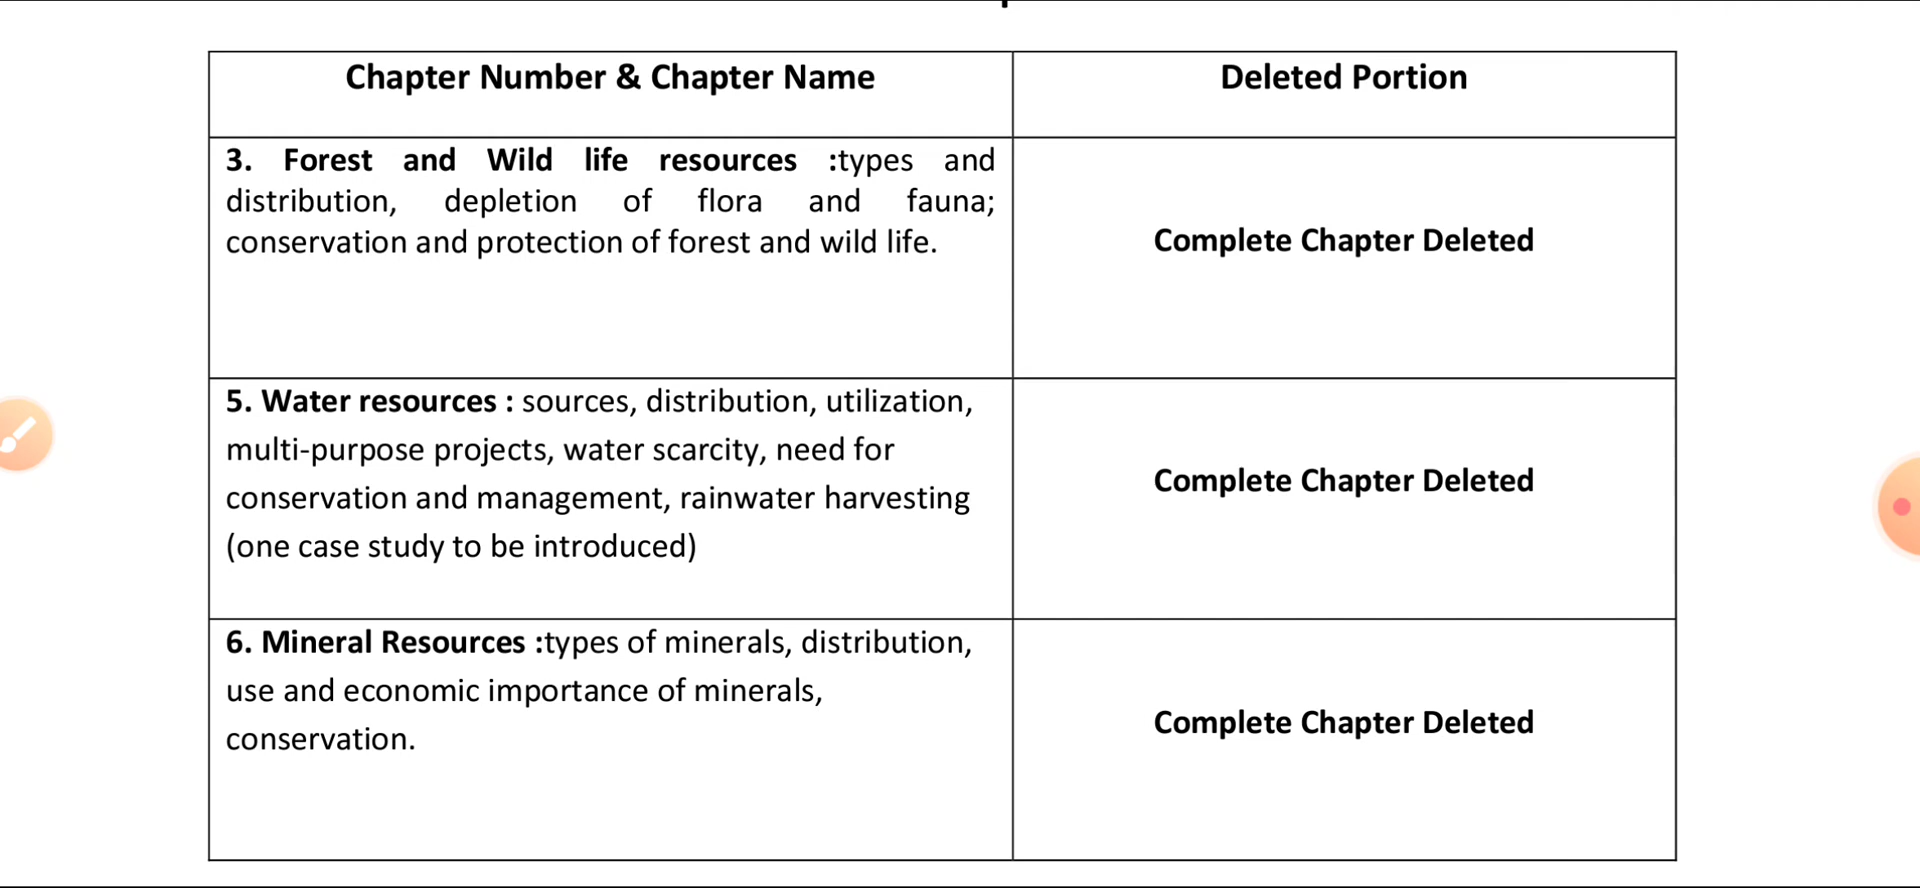 Chapter Number & Chapter Name
Deleted Portion
3. Forest and Wild life resources :types and
distribution, depletion of flora and fauna;
conservation and protection of forest and wild life.
Complete Chapter Deleted
5. Water resources : sources, distribution, utilization,
multi-purpose projects, water scarcity, need for
conservation and management, rainwater harvesting
(one case study to be introduced)
Complete Chapter Deleted
6. Mineral Resources :types of minerals, distribution,
use and economic importance of minerals,
conservation.
Complete Chapter Deleted